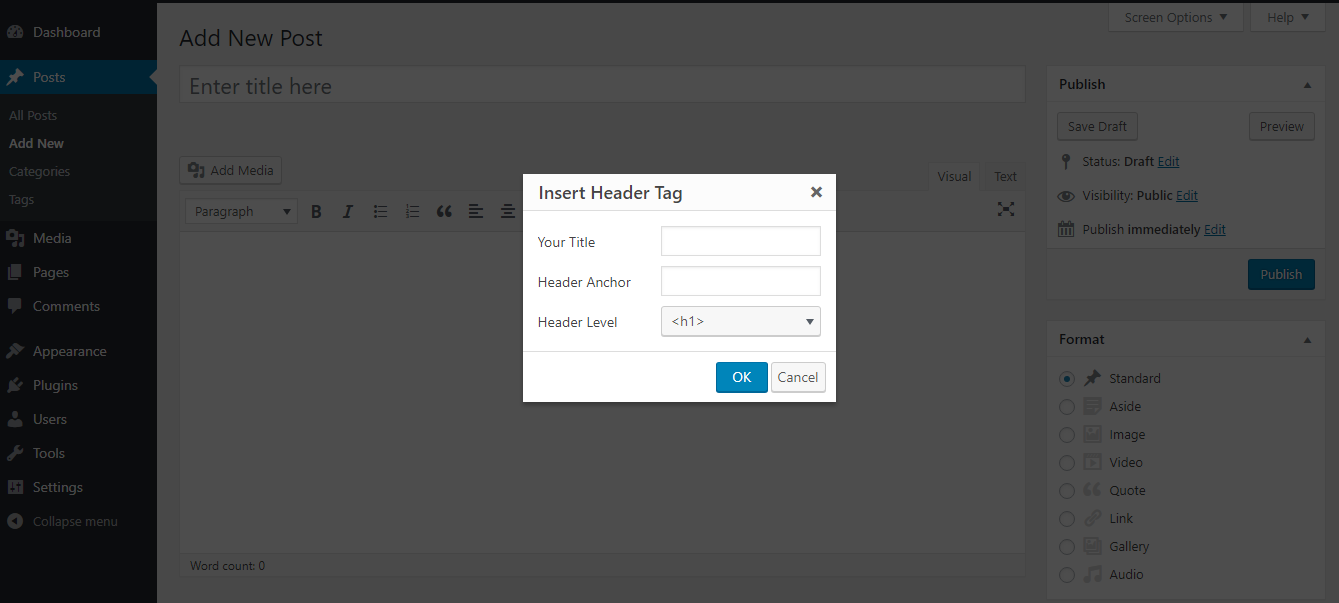 Screen Options
Help
Dashboard
Posts
All Posts
Add New
Categories
Tags
Media
Pages
Comments
Appearance
Plugins
Users
Tools
Settings
Collapse menu
Add New Post
Enter title here
Add Media
Visual
Text
Paragraph
Word count: 0
Insert Header Tag
Your Title
Header Anchor
Header Level
<h1>
OK
Cancel
Publish
Save Draft
Preview
Status: Draft Edit
Visibility: Public Edit
Publish immediately Edit
Publish
Format
Standard
Aside
Image
Video
Quote
Link
Gallery
Audio